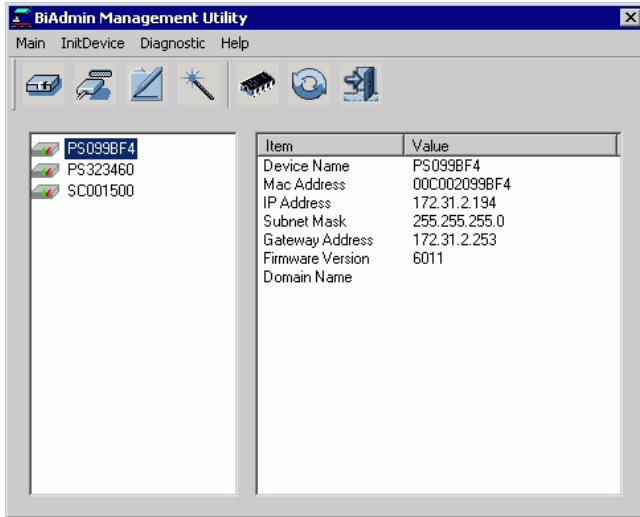 BiAdmin Management Utility
Main InitDevice Diagnostic Help
PS099BF4
PS323460
SC001500
Item Value
Device Name PS099BF4
Mac Address 00C002099BF4
IP Address 172.31.2.194
Subnet Mask 255.255.255.0
Gateway Address 172.31.2.253
Firmware Version 6011
Domain Name